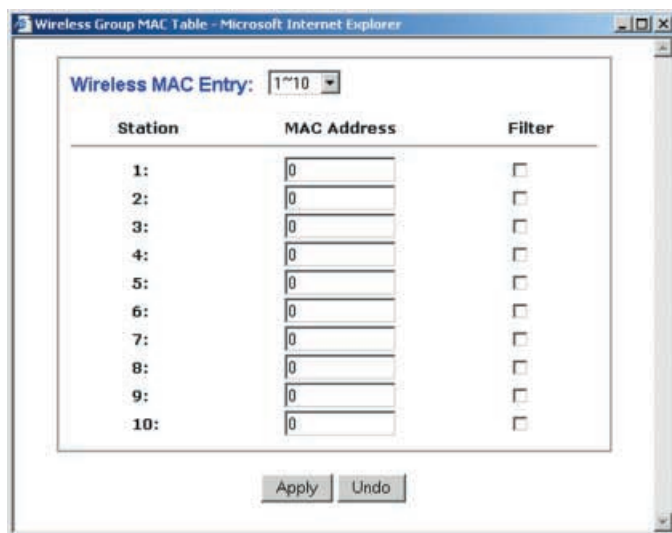 Wireless Group MAC Table - Microsoft Internet Explorer
Wireless MAC Entry: 1~10
Station MAC Address Filter
1: 0
2: 0
3: 0
4: 0
5: 0
6: 0
7: 0
8: 0
9: 0
10: 0
Apply Undo